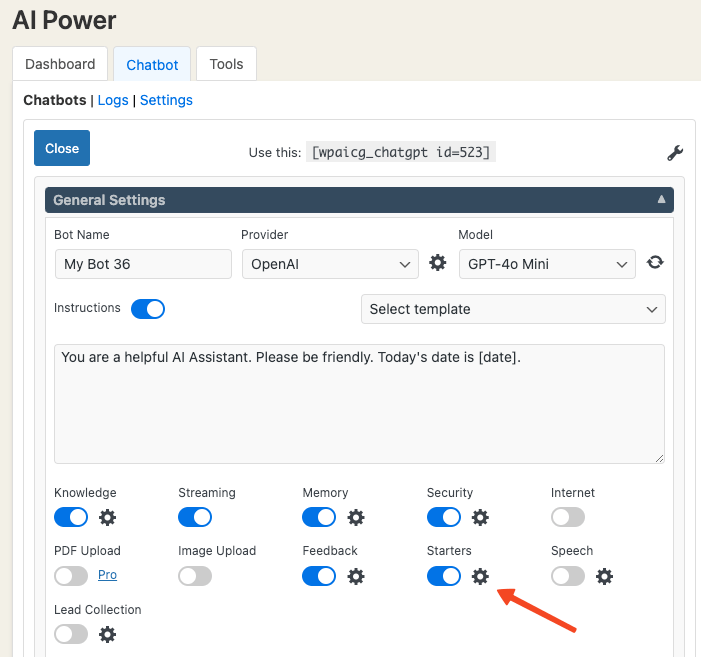 AI Power
Dashboard Chatbot Tools
Chatbots | Logs | Settings
Close Use this: [wpaicg_chatgpt id=523]
General Settings
Bot Name Provider Model
My Bot 36 OpenAI GPT-4o Mini
Instructions Select template
You are a helpful AI Assistant. Please be friendly. Today's date is [date].
Knowledge Streaming Memory Security Internet
PDF Upload Image Upload Feedback Starters Speech
Pro
Lead Collection